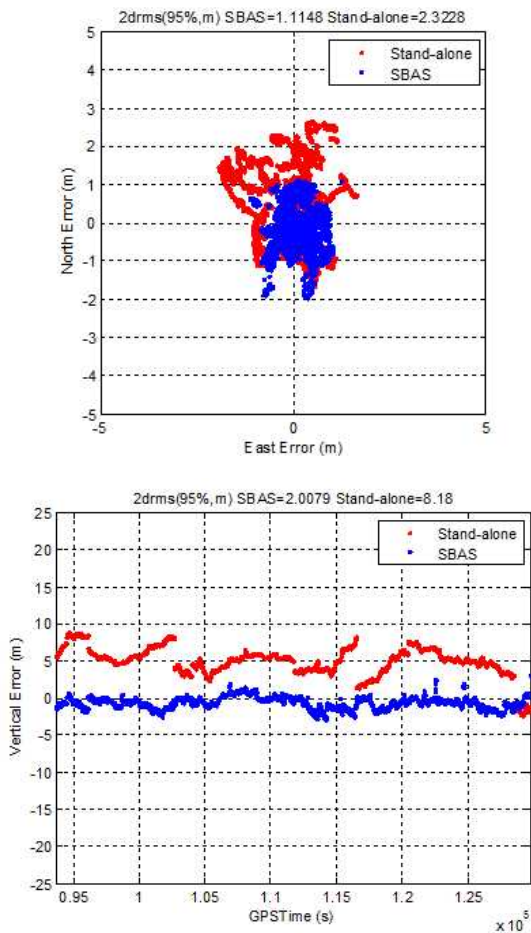 2drms(95%,m) SBAS=1.1148 Stand-alone=2.3228
5
4
3
2
1
0
-1
-2
-3
-4
-5
North Error (m)
Stand-alone
SBAS
-5 0 5
East Error (m)
2drms(95%,m) SBAS=2.0079 Stand-alone=8.18
25
20
15
10
5
0
-5
-10
-15
-20
-25
Vertical Error (m)
Stand-alone
SBAS
0.95 1 1.05 1.1 1.15 1.2 1.25
GPSTime (s)
x 10^5